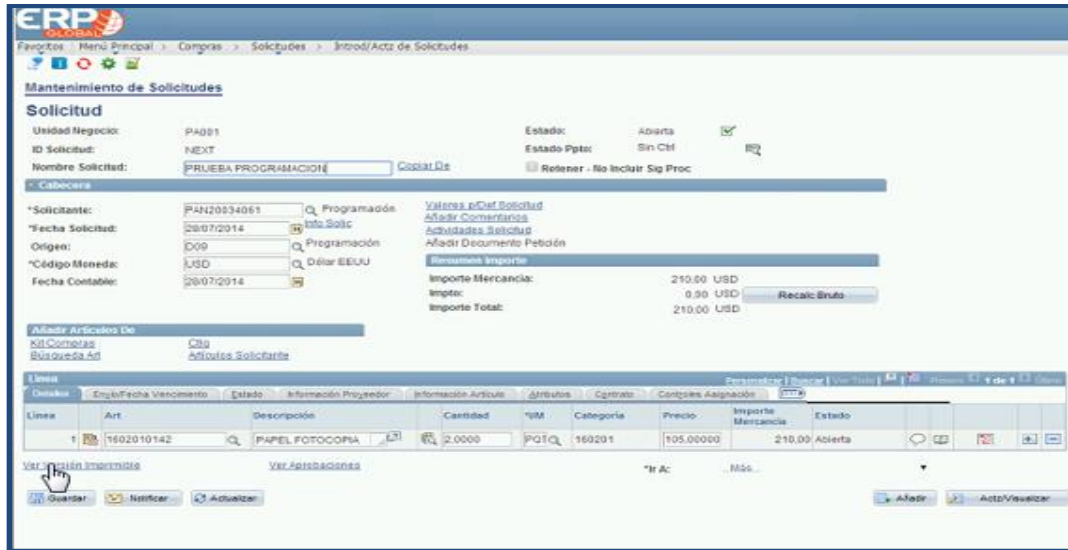 ERP
GLOBAL
Favoritos Menú Principal > Compras > Solicitudes > Introd/Actz de Solicitudes
Mantenimiento de Solicitudes
Solicitud
Unidad Negocio: PA001 Estado: Abierta
ID Solicitud: NEXT Estado Ppto: Sin Ctrl
Nombre Solicitud: PRUEBA PROGRAMACION Copiar De Retener - No Incluir Sig Proc
Cabecera
*Solicitante: PAN20034061 Programación Valores p/Def Solicitud
*Fecha Solicitud: 28/07/2014 Info Solic Añadir Comentarios
Actividades Solicitud
Origen: D09 Programación Añadir Documento Petición
*Código Moneda: USD Dólar EEUU Resumen Importe
Fecha Contable: 28/07/2014 Importe Mercancía: 210,00 USD
Impto: 0,00 USD Recalc Bruto
Importe Total: 210,00 USD
Añadir Artículos De
Kit Compras
Búsqueda Art Artículos Solicitante
Línea Personalizar | Buscar | Ver Todo 1 de 1
Detalles Envío/Fecha Vencimiento Estado Información Proveedor Información Artículo Atributos Contrato Controles Asignación
Línea Art Descripción Cantidad *UM Categoría Precio Importe Mercancía Estado
1 1602010142 PAPEL FOTOCOPIA 2,0000 PQT 160201 105,00000 210,00 Abierta
Ver Versión Imprimible Ver Aprobaciones *Ir A: ...Más...
Guardar Notificar Actualizar Añadir Actz/Visualizar